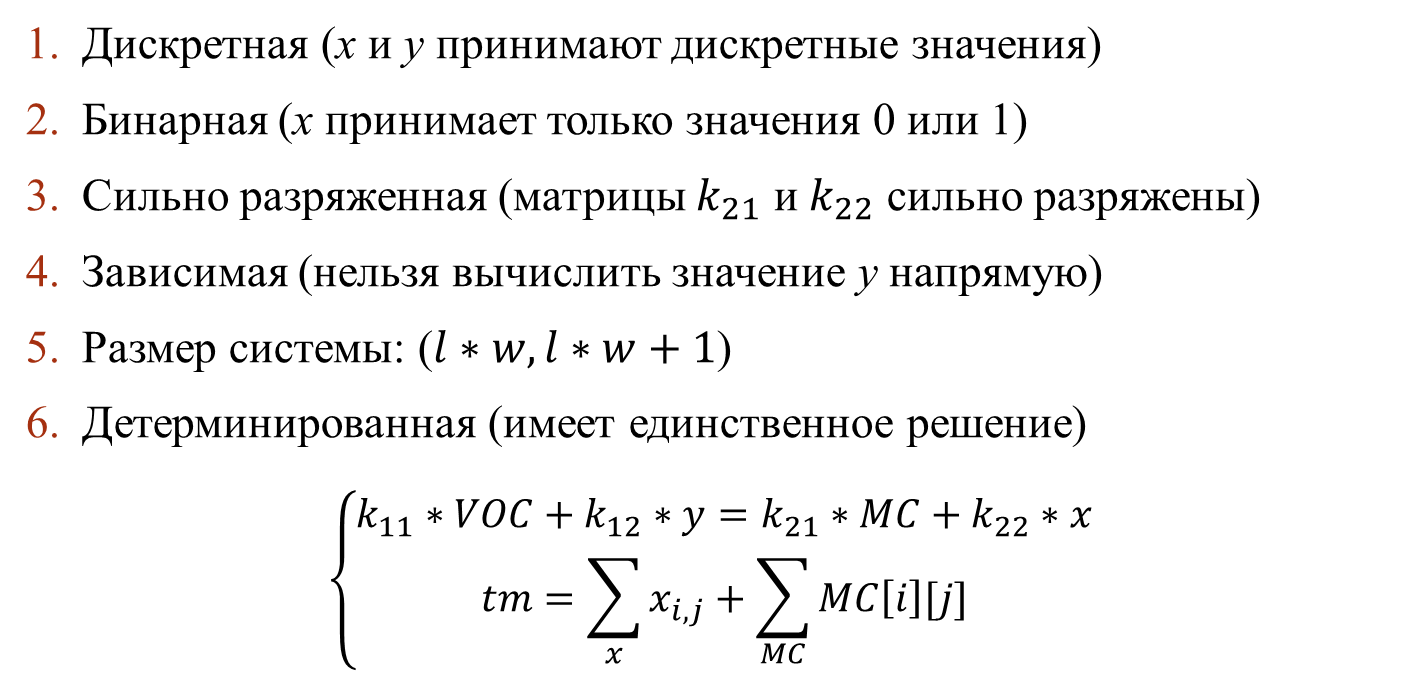 1. Дискретная (x и y принимают дискретные значения)
2. Бинарная (x принимает только значения 0 или 1)
3. Сильно разряженная (матрицы k₂₁ и k₂₂ сильно разряжены)
4. Зависимая (нельзя вычислить значение y напрямую)
5. Размер системы: (l ∗ w, l ∗ w + 1)
6. Детерминированная (имеет единственное решение)
{ k₁₁ ∗ VOC + k₁₂ ∗ y = k₂₁ ∗ MC + k₂₂ ∗ x
tm = ∑ₓ xᵢ,ⱼ + ∑_MC MC[i][j]